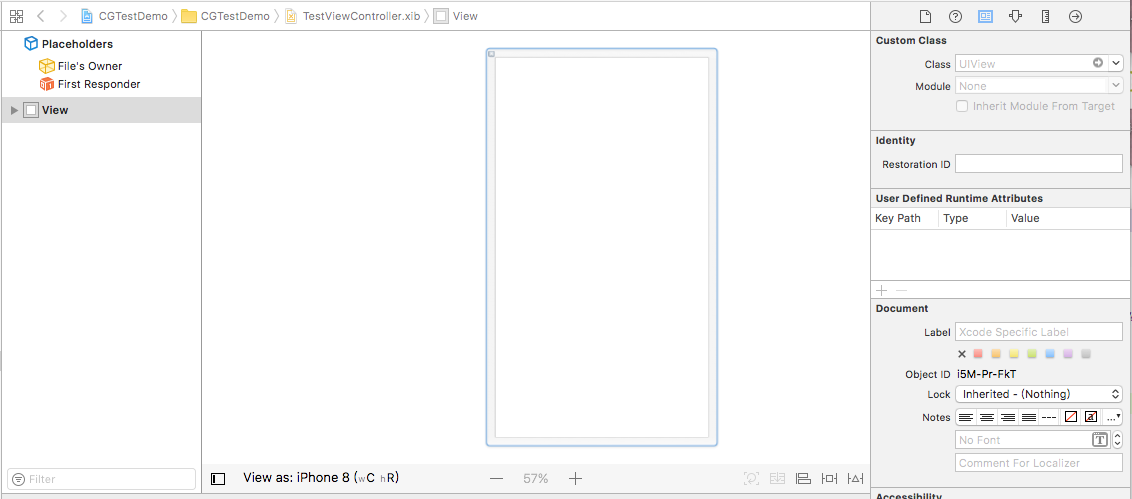 CGTestDemo CGTestDemo TestViewController.xib View
Placeholders
File's Owner
First Responder
View
Filter
View as: iPhone 8 (wC hR)
57%
Custom Class
Class UIView
Module None
Inherit Module From Target
Identity
Restoration ID
User Defined Runtime Attributes
Key Path Type Value
Document
Label Xcode Specific Label
Object ID i5M-Pr-FkT
Lock Inherited - (Nothing)
Notes
No Font T
Comment For Localizer
Accessibility